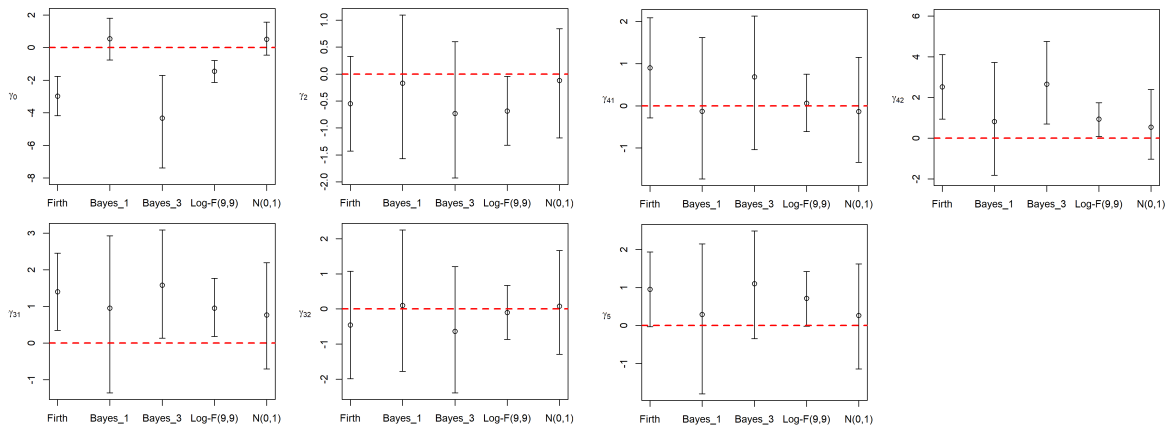 γ0
2
0
-2
-4
-6
-8
Firth Bayes_1 Bayes_3 Log-F(9,9) N(0,1)
γ2
1.0
0.5
0.0
-0.5
-1.0
-1.5
-2.0
Firth Bayes_1 Bayes_3 Log-F(9,9) N(0,1)
γ41
2
1
0
-1
Firth Bayes_1 Bayes_3 Log-F(9,9) N(0,1)
γ42
6
4
2
0
-2
Firth Bayes_1 Bayes_3 Log-F(9,9) N(0,1)
γ31
3
2
1
0
-1
Firth Bayes_1 Bayes_3 Log-F(9,9) N(0,1)
γ32
2
1
0
-1
-2
Firth Bayes_1 Bayes_3 Log-F(9,9) N(0,1)
γ5
2
1
0
-1
Firth Bayes_1 Bayes_3 Log-F(9,9) N(0,1)